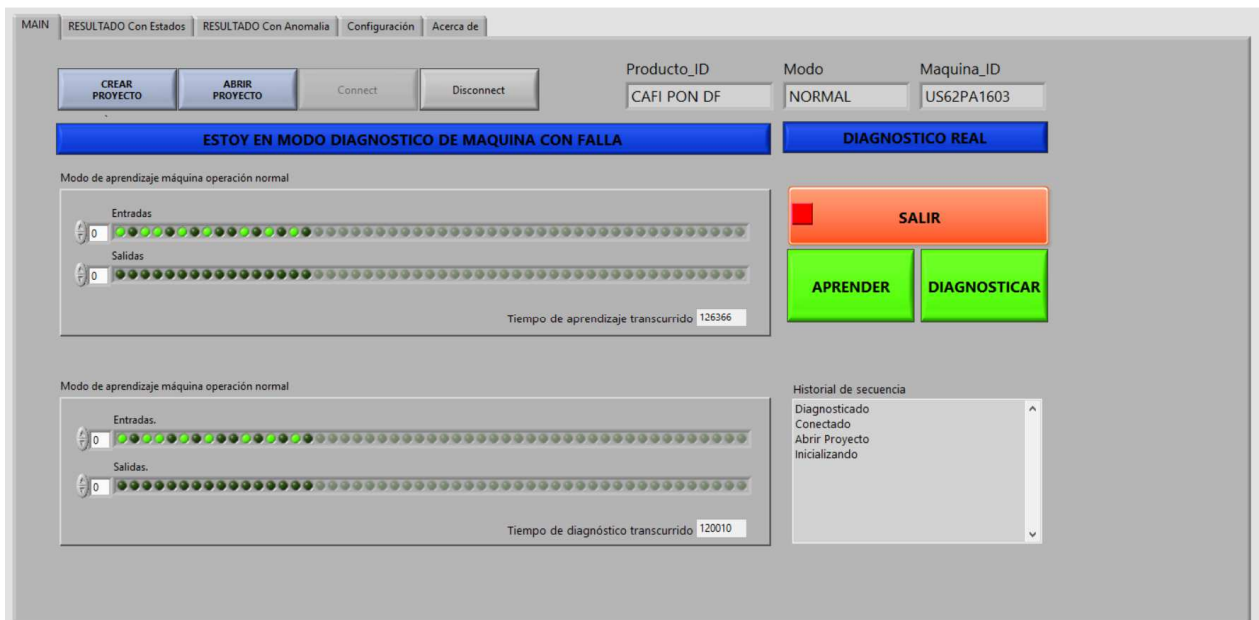 MAIN
RESULTADO Con Estados
RESULTADO Con Anomalia
Configuración
Acerca de
CREAR
PROYECTO
ABRIR
PROYECTO
Connect
Disconnect
Producto_ID
CAFI PON DF
Modo
NORMAL
Maquina_ID
US62PA1603
ESTOY EN MODO DIAGNOSTICO DE MAQUINA CON FALLA
DIAGNOSTICO REAL
Modo de aprendizaje máquina operación normal
Entradas
0
Salidas
0
Tiempo de aprendizaje transcurrido 126366
SALIR
APRENDER
DIAGNOSTICAR
Modo de aprendizaje máquina operación normal
Entradas.
0
Salidas.
0
Tiempo de diagnóstico transcurrido 120010
Historial de secuencia
Diagnosticado
Conectado
Abrir Proyecto
Inicializando